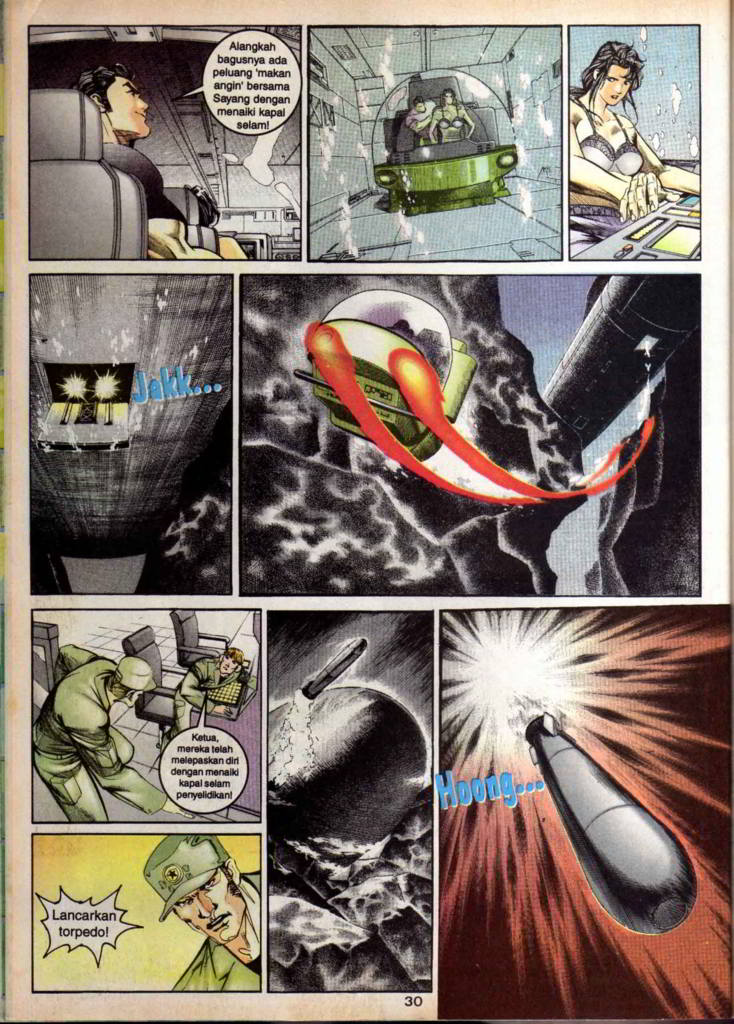 Alangkah
bagusnya ada
peluang 'makan
angin' bersama
Sayang dengan
menaiki kapal
selam!
Jakk...
Ketua,
mereka telah
melepaskan diri
dengan menaiki
kapal selam
penyelidikan!
Lancarkan
torpedo!
Hoong...
30